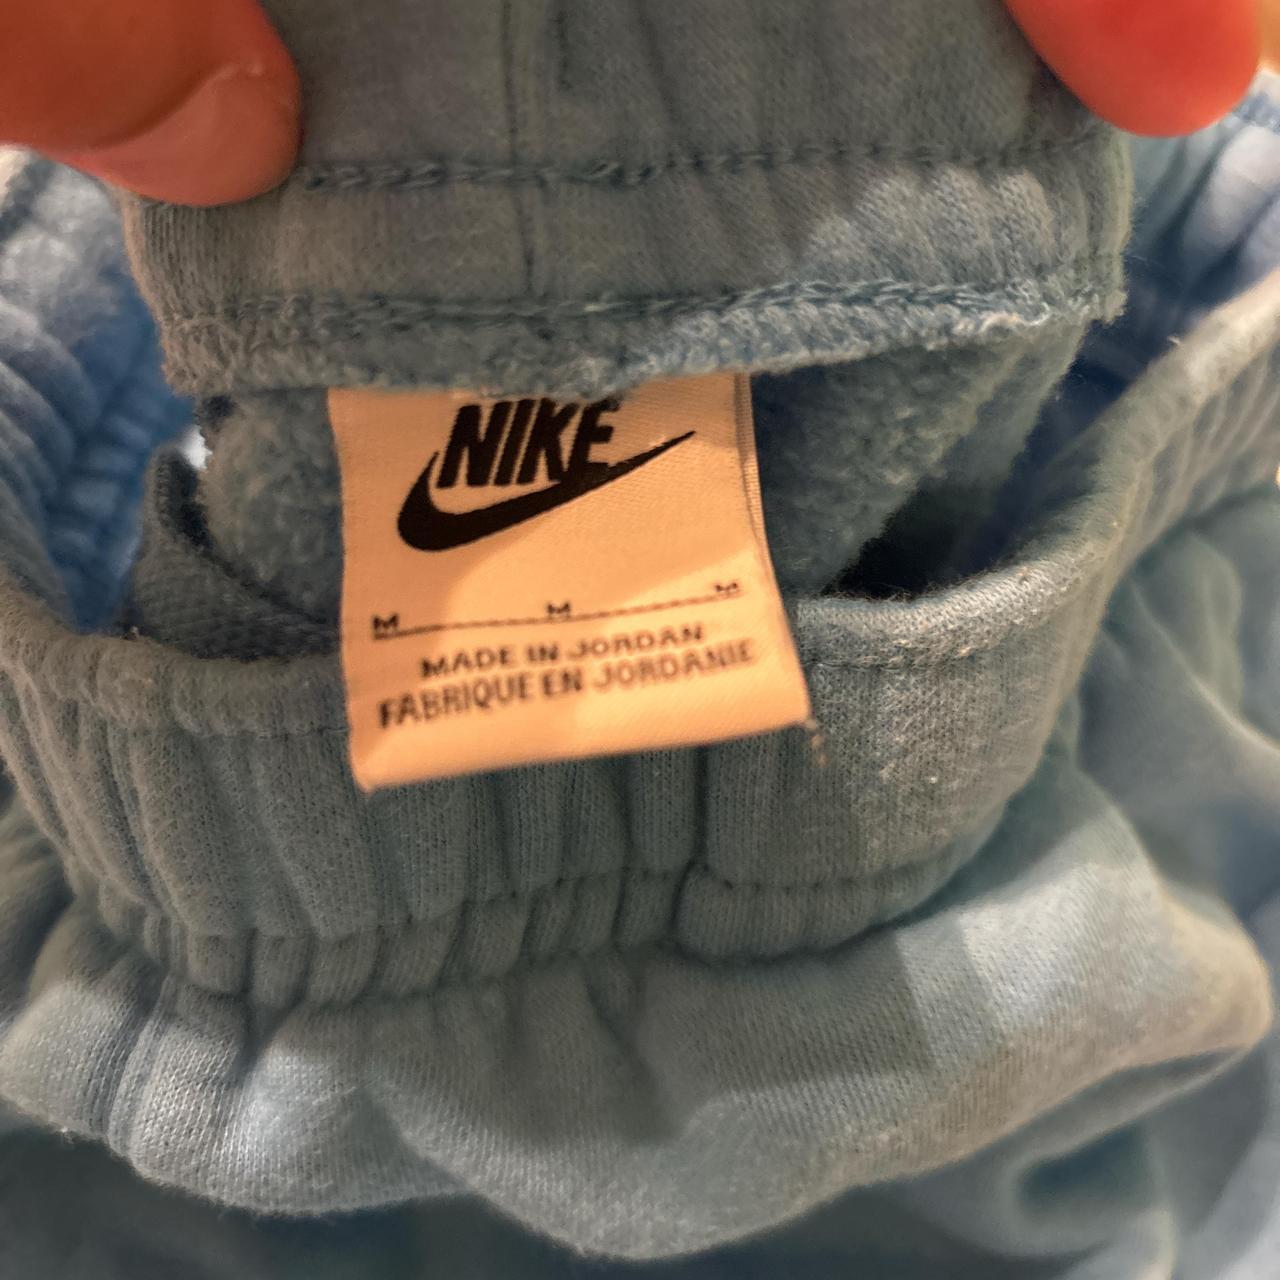 NIKE
M M M
MADE IN JORDAN
FABRIQUE EN JORDANIE